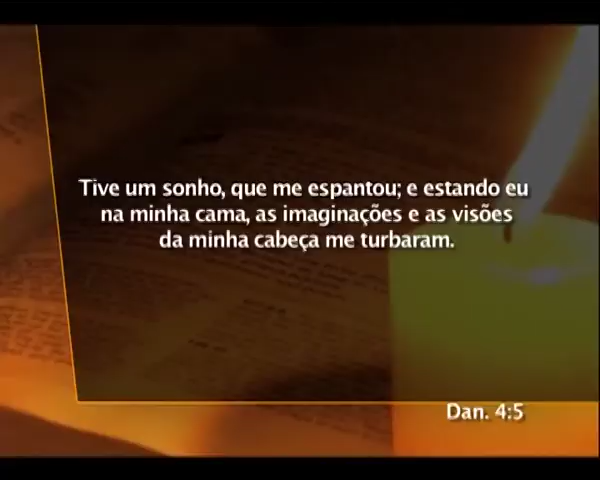 Tive um sonho, que me espantou; e estando eu
na minha cama, as imaginações e as visões
da minha cabeça me turbaram.
Dan. 4:5